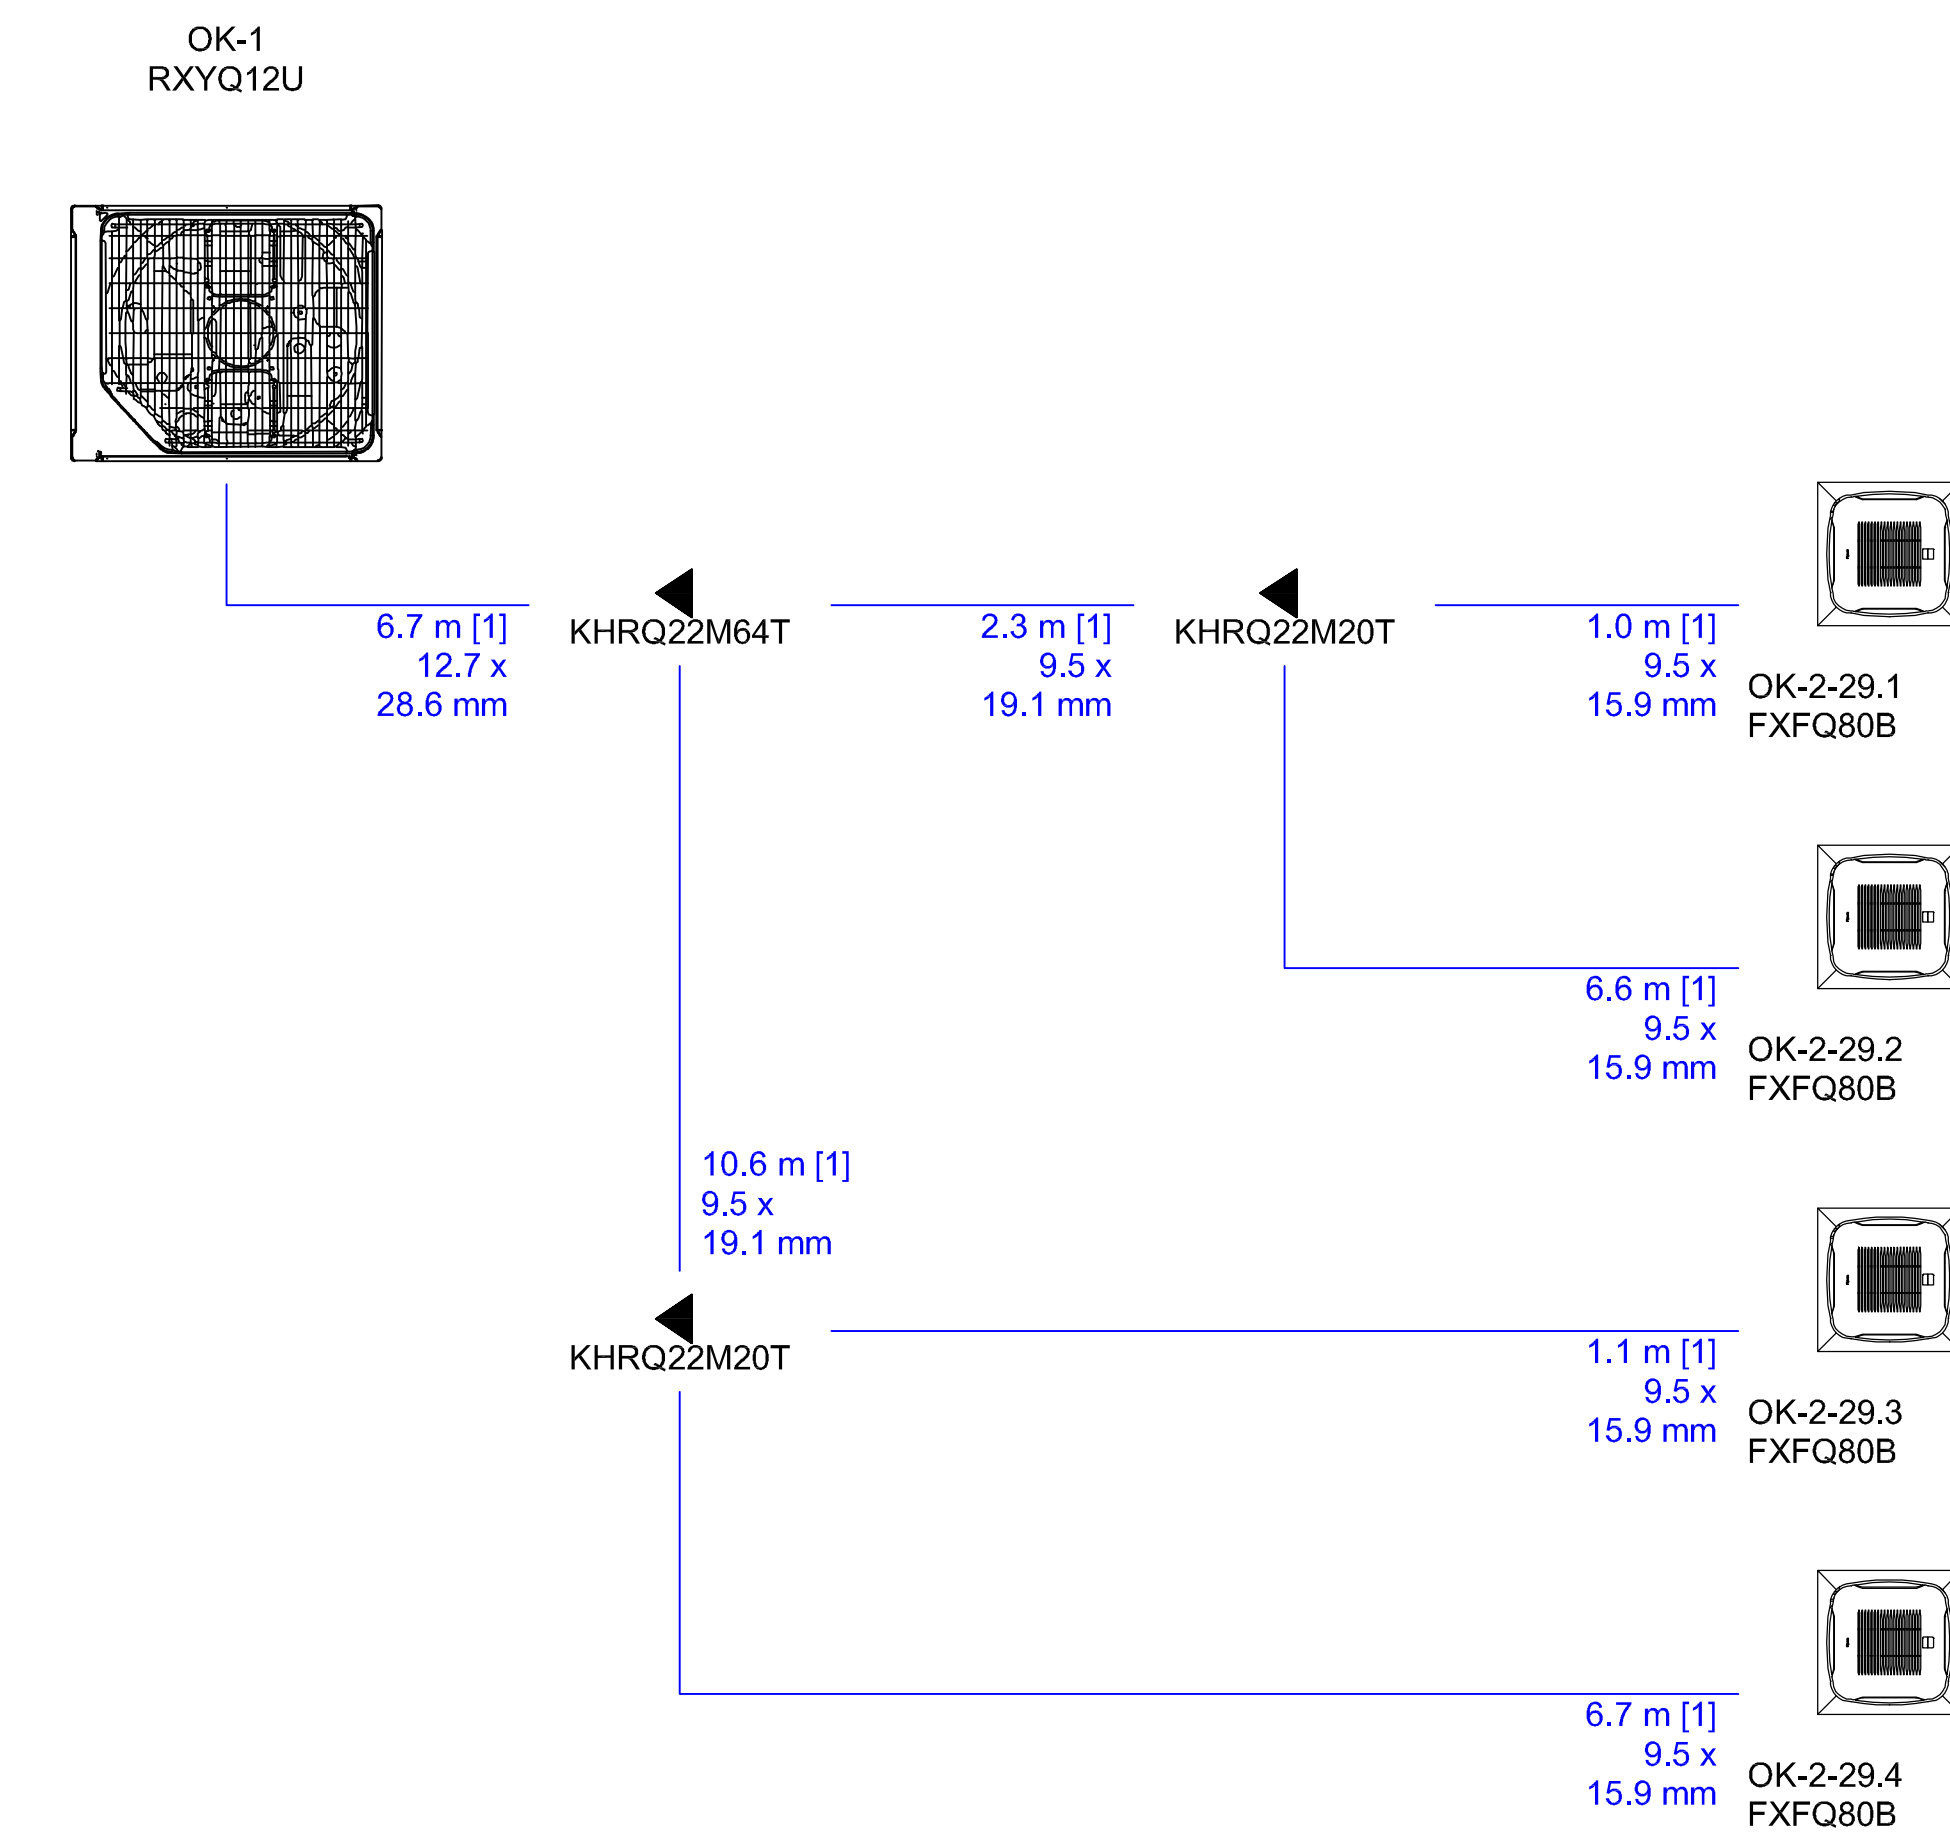 OK-1
RXYQ12U
6.7 m [1]
12.7 x
28.6 mm
KHRQ22M64T
2.3 m [1]
9.5 x
19.1 mm
KHRQ22M20T
1.0 m [1]
9.5 x
15.9 mm
OK-2-29.1
FXFQ80B
6.6 m [1]
9.5 x
15.9 mm
OK-2-29.2
FXFQ80B
10.6 m [1]
9.5 x
19.1 mm
KHRQ22M20T
1.1 m [1]
9.5 x
15.9 mm
OK-2-29.3
FXFQ80B
6.7 m [1]
9.5 x
15.9 mm
OK-2-29.4
FXFQ80B